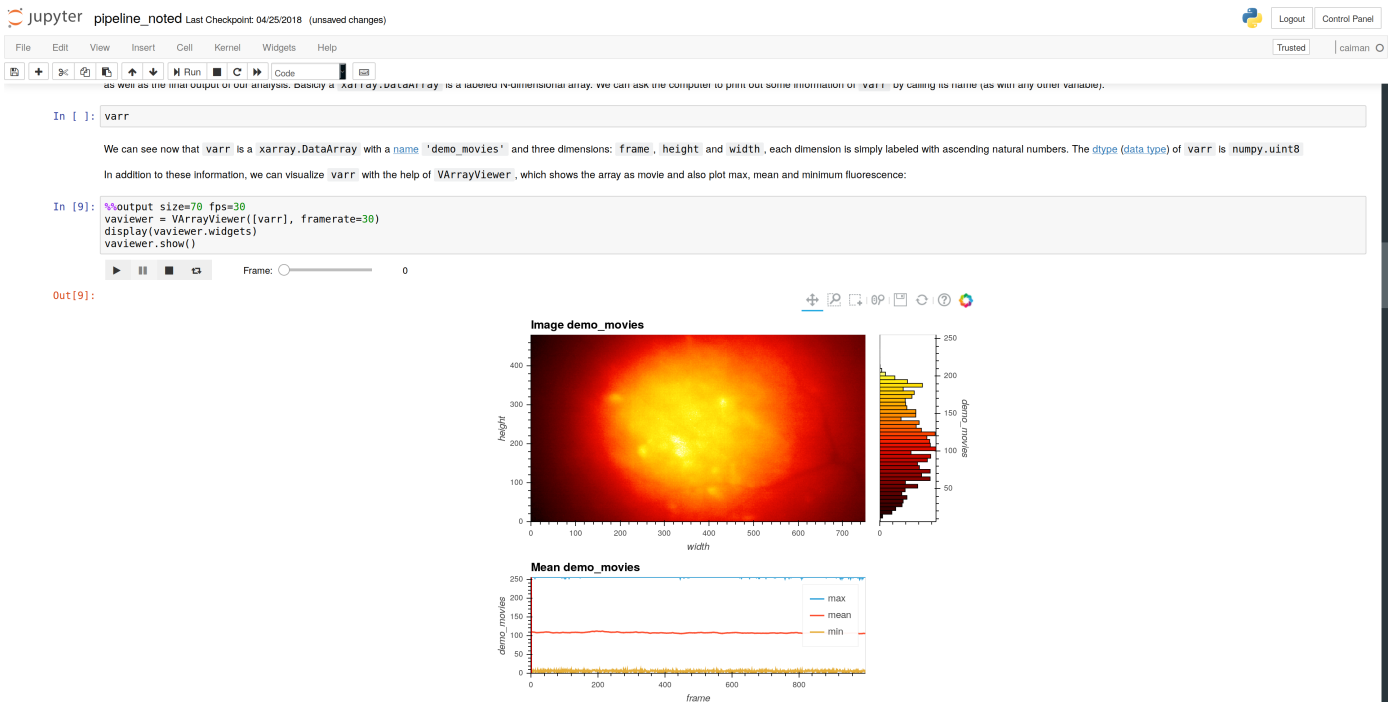 jupyter pipeline_noted Last Checkpoint: 04/25/2018 (unsaved changes) Logout Control Panel
File Edit View Insert Cell Kernel Widgets Help Trusted caiman
Run Code
as well as the final output of our analysis. Basicly a xarray.DataArray is a labeled N-dimensional array. We can ask the computer to print out some information of varr by calling its name (as with any other variable).
In [ ]: varr
We can see now that varr is a xarray.DataArray with a name 'demo_movies' and three dimensions: frame, height and width, each dimension is simply labeled with ascending natural numbers. The dtype (data type) of varr is numpy.uint8
In addition to these information, we can visualize varr with the help of VArrayViewer, which shows the array as movie and also plot max, mean and minimum fluorescence:
In [9]: %%output size=70 fps=30
vaviewer = VArrayViewer([varr], framerate=30)
display(vaviewer.widgets)
vaviewer.show()
Frame: 0
Out[9]:
Image demo_movies
400
300
200
100
0
height
0 100 200 300 400 500 600 700
width
250
200
150
100
50
demo_movies
0
Mean demo_movies
250
200
150
100
50
0
demo_movies
max
mean
min
0 200 400 600 800
frame